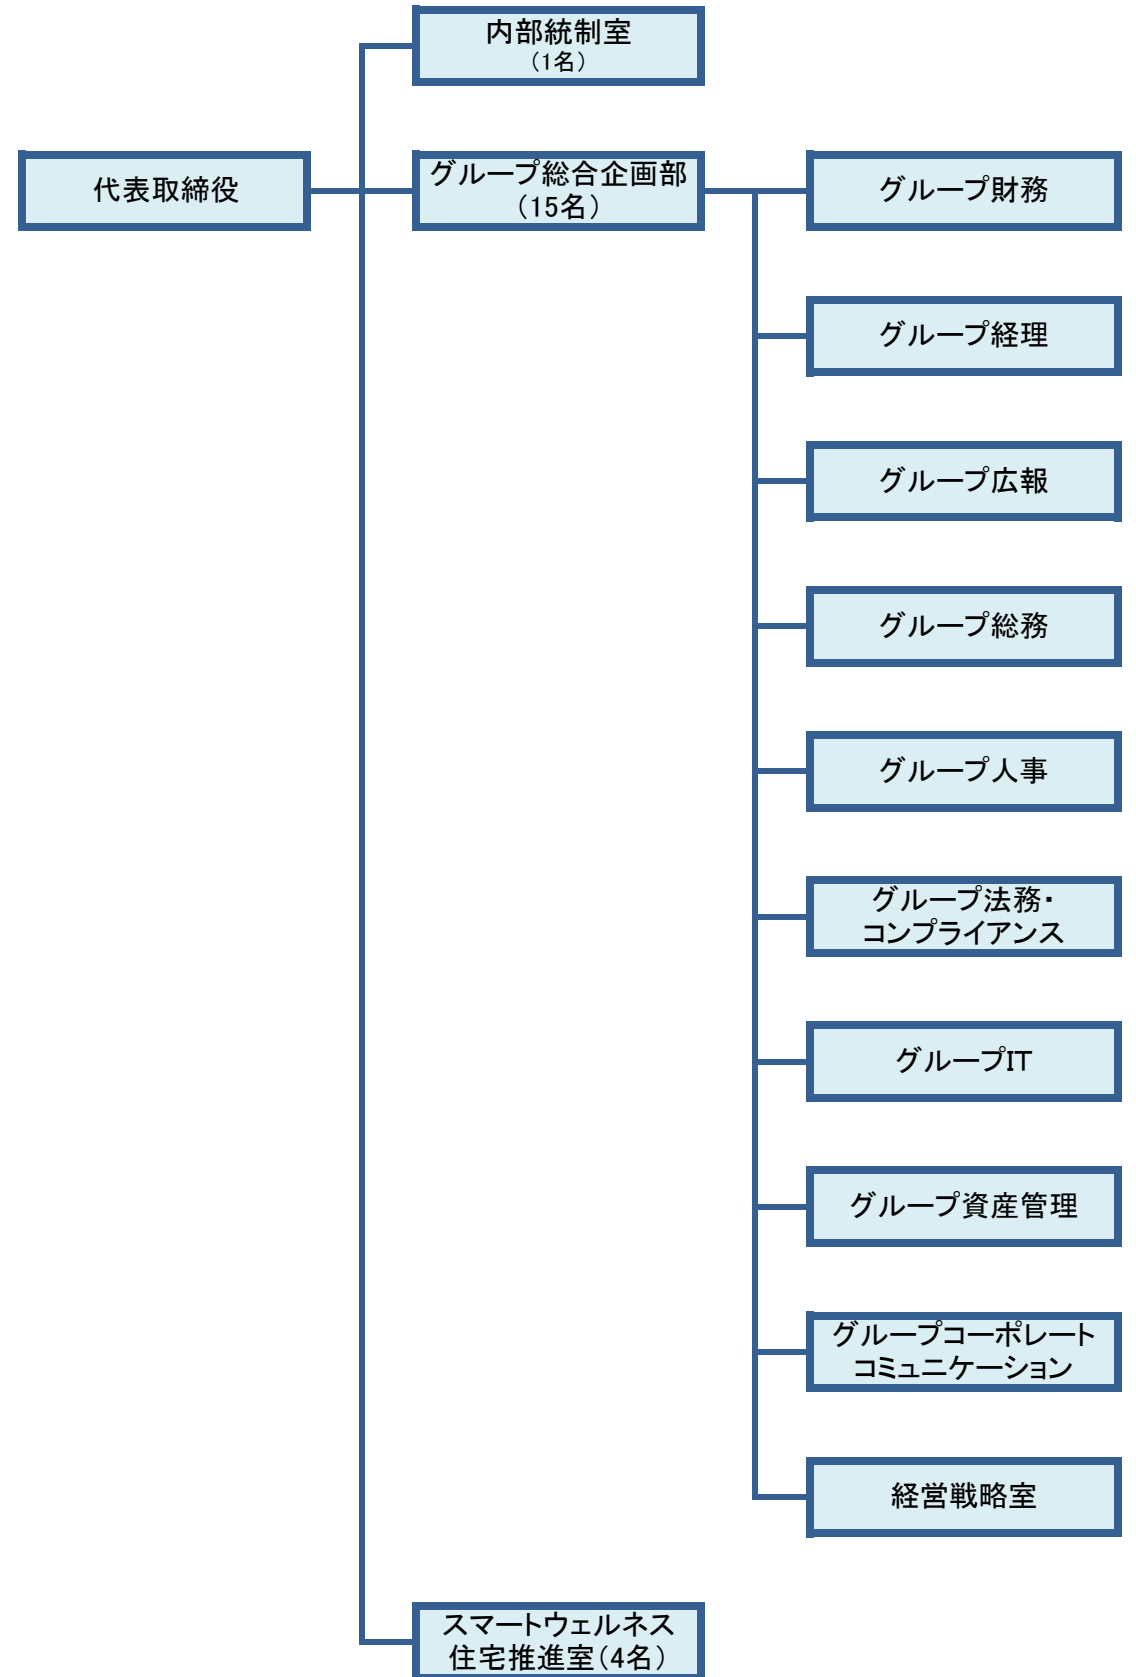 内部統制室
（1名）
代表取締役
グループ総合企画部
（15名）
グループ財務
グループ経理
グループ広報
グループ総務
グループ人事
グループ法務・
コンプライアンス
グループIT
グループ資産管理
グループコーポレート
コミュニケーション
経営戦略室
スマートウェルネス
住宅推進室（4名）